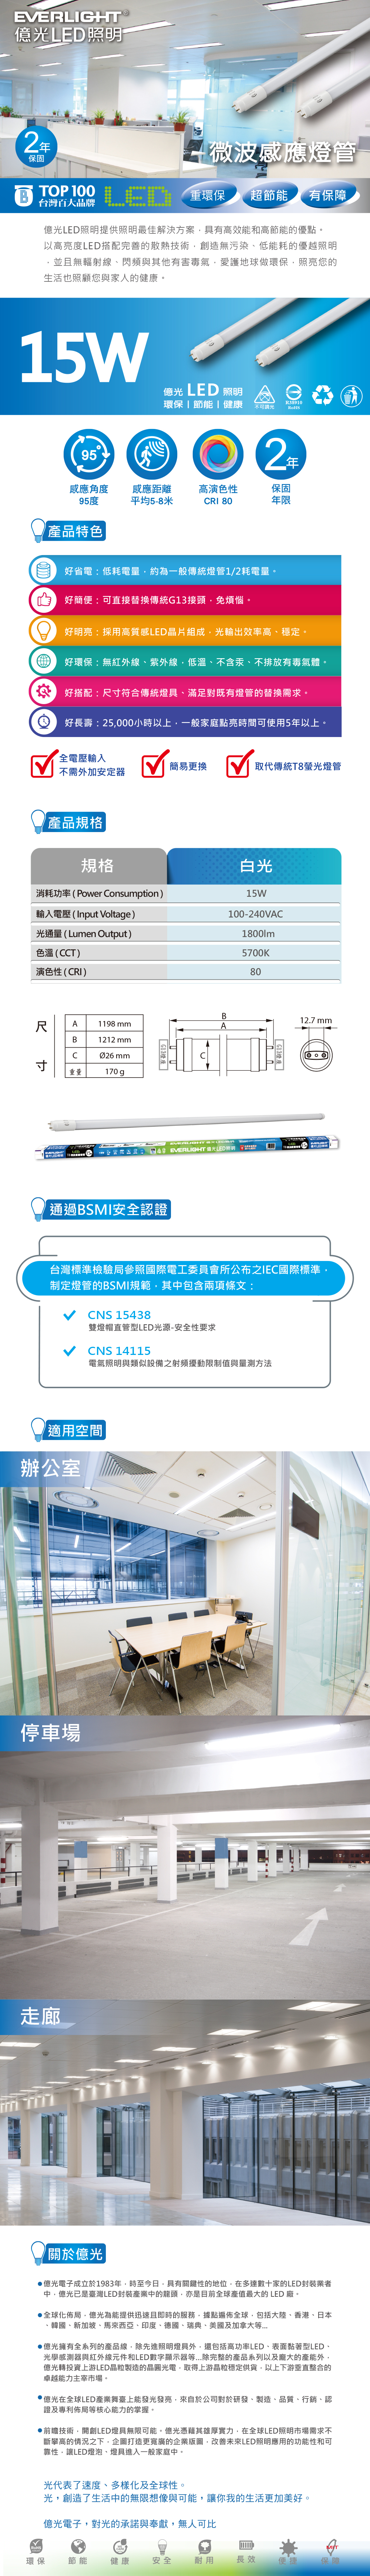 EVERLIGHT®
億光LED照明
2年
保固
微波感應燈管
TOP 100
台灣百人品牌
LED
重環保
超節能
有保障
億光LED照明提供照明最佳解決方案，具有高效能和高節能的優點。
以高亮度LED搭配完善的散熱技術，創造無污染、低能耗的優越照明
，並且無輻射線、閃頻與其他有害毒氣，愛護地球做環保，照亮您的
生活也照顧您與家人的健康。
15W
億光 LED 照明
環保 | 節能 | 健康
不可調光
RoHS
95°
2年
感應角度
95度
感應距離
平均5-8米
高演色性
CRI 80
保固
年限
產品特色
好省電：低耗電量，約為一般傳統燈管1/2耗電量。
好簡便：可直接替換傳統G13接頭，免煩惱。
好明亮：採用高質感LED晶片組成，光輸出效率高、穩定。
好環保：無紅外線、紫外線，低溫、不含汞、不排放有毒氣體。
好搭配：尺寸符合傳統燈具、滿足對既有燈管的替換需求。
好長壽：25,000小時以上，一般家庭點亮時間可使用5年以上。
全電壓輸入
不需外加安定器
簡易更換
取代傳統T8螢光燈管
產品規格
規格
白光
消耗功率 ( Power Consumption )
15W
輸入電壓 ( Input Voltage )
100-240VAC
光通量 ( Lumen Output )
1800lm
色溫 ( CCT )
5700K
演色性 ( CRI )
80
尺寸
A
1198 mm
B
1212 mm
C
Ø26 mm
重量
170 g
B
A
C
12.7 mm
EVERLIGHT
通過BSMI安全認證
台灣標準檢驗局參照國際電工委員會所公布之IEC國際標準，
制定燈管的BSMI規範，其中包含兩項條文：
CNS 15438
雙燈帽直管型LED光源-安全性要求
CNS 14115
電氣照明與類似設備之射頻擾動限制值與量測方法
適用空間
辦公室
停車場
走廊
關於億光
●億光電子成立於1983年，時至今日，具有關鍵性的地位，在多達數十家的LED封裝業者
中，億光已是臺灣LED封裝產業中的龍頭，亦是目前全球產值最大的 LED 廠。
●全球化佈局，億光為能提供迅速且即時的服務，據點遍佈全球，包括大陸、香港、日本
、韓國、新加坡、馬來西亞、印度、德國、瑞典、美國及加拿大等...
●億光擁有全系列的產品線，除先進照明燈具外，還包括高功率LED、表面黏著型LED、
光學感測器與紅外線元件和LED數字顯示器等...除完整的產品系列以及龐大的產能外，
億光轉投資上游LED晶粒製造的晶圓光電，取得上游晶粒穩定供貨，以上下游垂直整合的
卓越能力主宰市場。
●億光在全球LED產業舞臺上能發光發亮，來自於公司對於研發、製造、品質、行銷、認
證及專利佈局等核心能力的掌握。
●前瞻技術，開創LED燈具無限可能。億光憑藉其雄厚實力，在全球LED照明市場需求不
斷攀高的情況之下，企圖打造更寬廣的企業版圖，改善未來LED照明應用的功能性和可
靠性，讓LED燈泡、燈具進入一般家庭中。
光代表了速度、多樣化及全球性。
光，創造了生活中的無限想像與可能，讓你我的生活更加美好。
億光電子，對光的承諾與奉獻，無人可比
環保
節能
健康
安全
耐用
長效